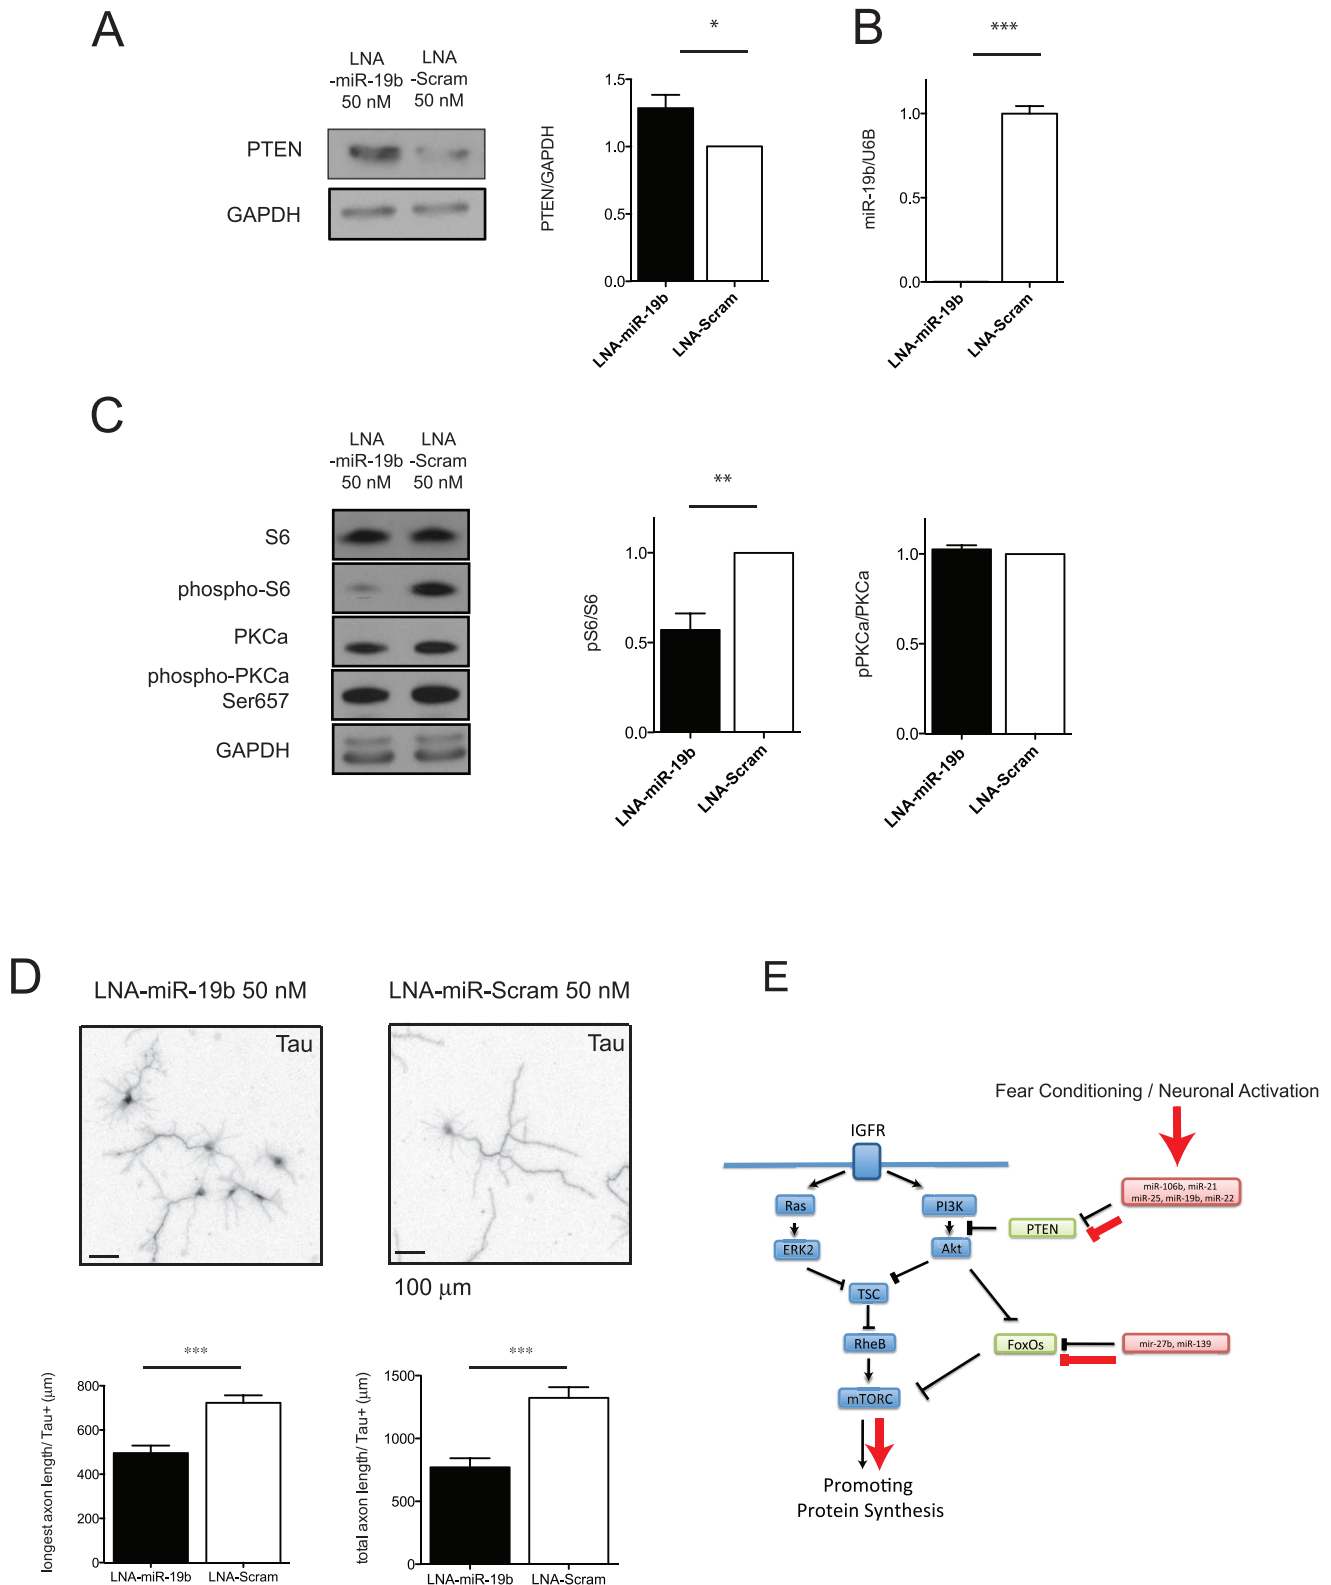 A
LNA
-miR-19b
50 nM
LNA
-Scram
50 nM
PTEN
GAPDH
*
PTEN/GAPDH
1.5
1.0
0.5
0.0
LNA-miR-19b
LNA-Scram
B
***
miR-19b/U6B
1.0
0.5
0.0
LNA-miR-19b
LNA-Scram
C
LNA
-miR-19b
50 nM
LNA
-Scram
50 nM
S6
phospho-S6
PKCa
phospho-PKCa
Ser657
GAPDH
**
pS6/S6
1.0
0.5
0.0
LNA-miR-19b
LNA-Scram
pPKCa/PKCa
1.0
0.5
0.0
LNA-miR-19b
LNA-Scram
D
LNA-miR-19b 50 nM
LNA-miR-Scram 50 nM
Tau
Tau
100 μm
***
longest axon length/ Tau+ (μm)
800
600
400
200
0
LNA-miR-19b
LNA-Scram
***
total axon length/ Tau+ (μm)
1500
1000
500
0
LNA-miR-19b
LNA-Scram
E
Fear Conditioning / Neuronal Activation
IGFR
miR-106b, miR-21
miR-25, miR-19b, miR-22
Ras
PI3K
PTEN
ERK2
Akt
TSC
RheB
FoxOs
mir-27b, miR-139
mTORC
Promoting
Protein Synthesis